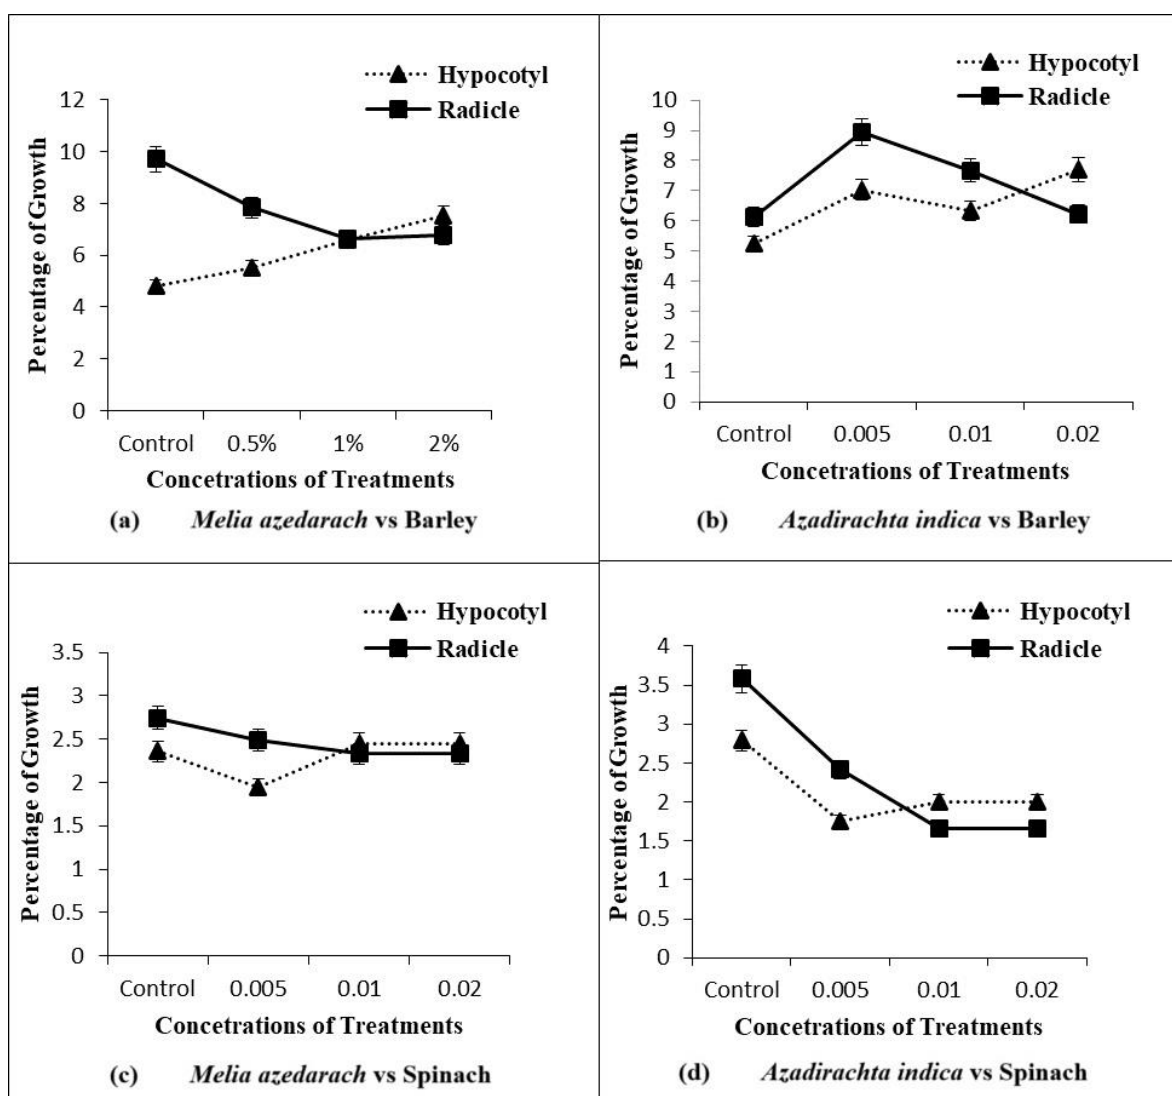 Hypocotyl
Radicle
12
10
8
6
4
2
0
Percentage of Growth
Control 0.5% 1% 2%
Concetrations of Treatments
(a) Melia azedarach vs Barley
Hypocotyl
Radicle
10
9
8
7
6
5
4
3
2
1
0
Percentage of Growth
Control 0.005 0.01 0.02
Concetrations of Treatments
(b) Azadirachta indica vs Barley
Hypocotyl
Radicle
3.5
3
2.5
2
1.5
1
0.5
0
Percentage of Growth
Control 0.005 0.01 0.02
Concetrations of Treatments
(c) Melia azedarach vs Spinach
Hypocotyl
Radicle
4
3.5
3
2.5
2
1.5
1
0.5
0
Percentage of Growth
Control 0.005 0.01 0.02
Concetrations of Treatments
(d) Azadirachta indica vs Spinach